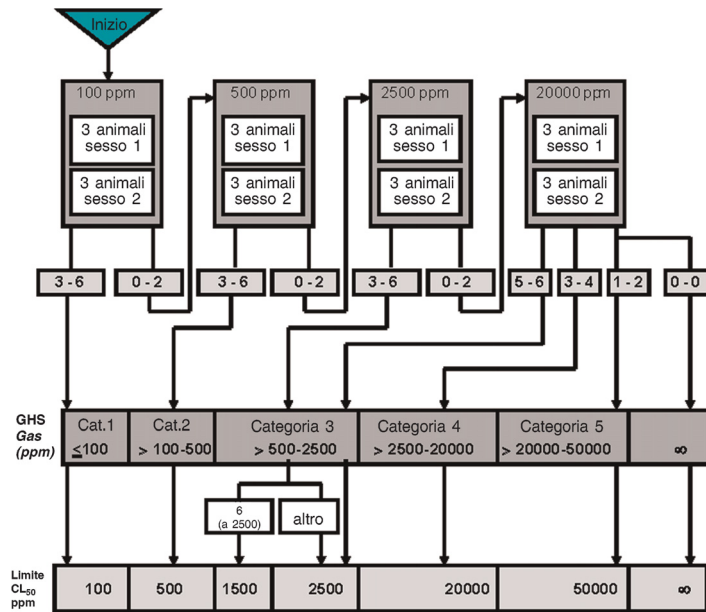 Inizio
100 ppm
500 ppm
2500 ppm
20000 ppm
3 animali
sesso 1
3 animali
sesso 1
3 animali
sesso 1
3 animali
sesso 1
3 animali
sesso 2
3 animali
sesso 2
3 animali
sesso 2
3 animali
sesso 2
3 - 6
0 - 2
3 - 6
0 - 2
3 - 6
0 - 2
5 - 6
3 - 4
1 - 2
0 - 0
GHS
Gas
(ppm)
Cat.1
≤100
Cat.2
> 100-500
Categoria 3
> 500-2500
Categoria 4
> 2500-20000
Categoria 5
> 20000-50000
∞
6
(a 2500)
altro
Limite
CL₅₀
ppm
100
500
1500
2500
20000
50000
∞